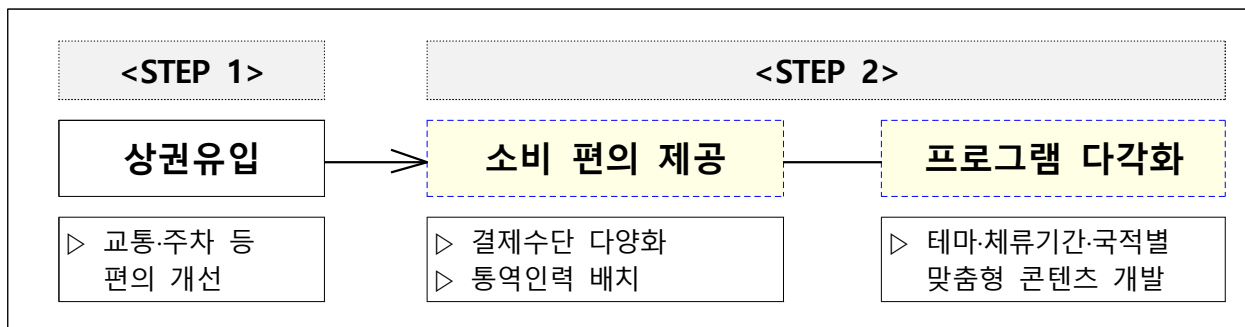 <STEP 1>
<STEP 2>
상권유입
소비 편의 제공
프로그램 다각화
▷ 교통·주차 등
편의 개선
▷ 결제수단 다양화
▷ 통역인력 배치
▷ 테마·체류기간·국적별
맞춤형 콘텐츠 개발